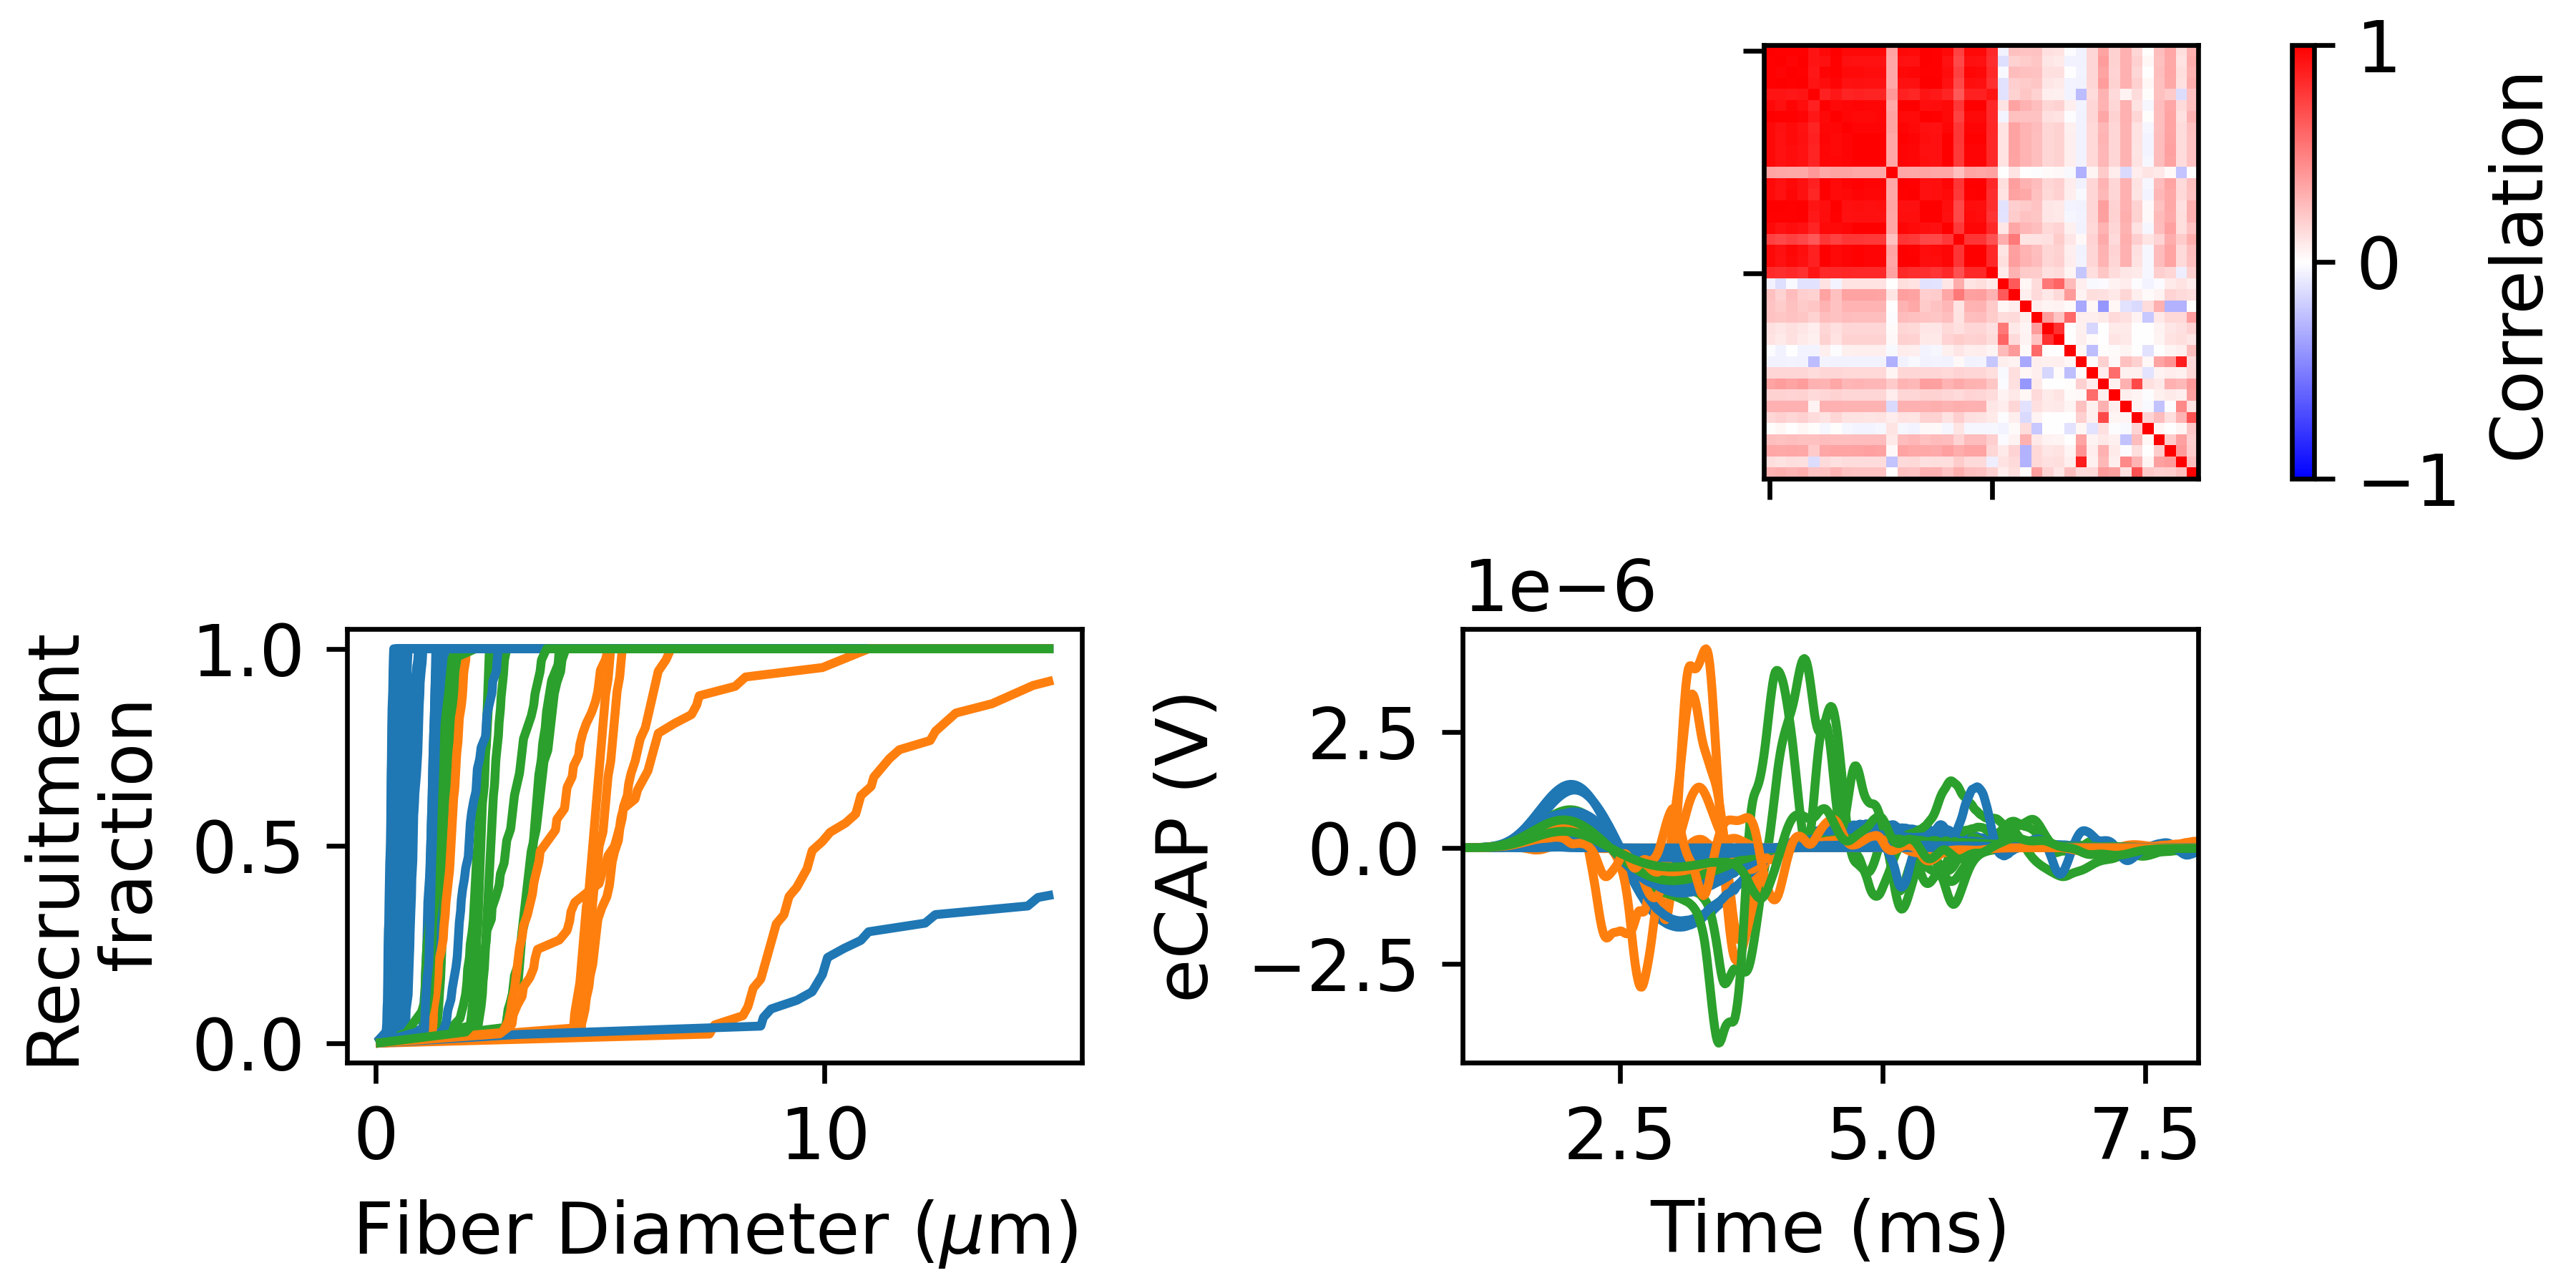 1
0
−1
Correlation
Recruitment
fraction
1.0
0.5
0.0
0
10
Fiber Diameter (μm)
1e−6
eCAP (V)
2.5
0.0
−2.5
2.5
5.0
7.5
Time (ms)